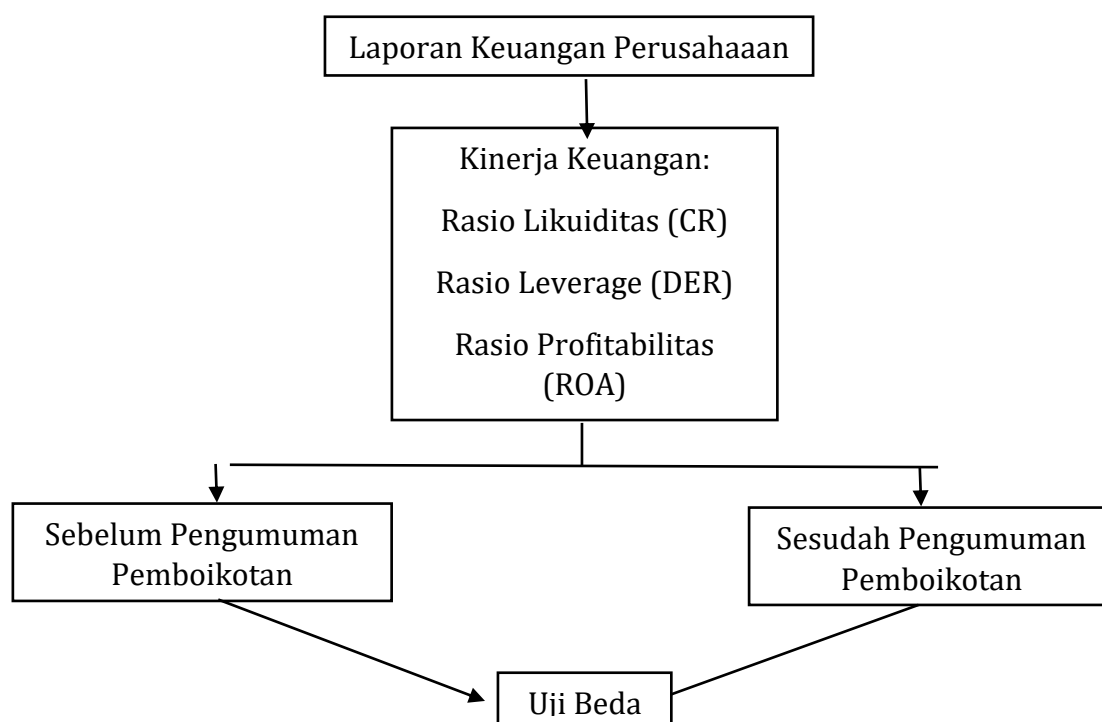 Laporan Keuangan Perusahaaan
Kinerja Keuangan:
Rasio Likuiditas (CR)
Rasio Leverage (DER)
Rasio Profitabilitas
(ROA)
Sebelum Pengumuman
Pemboikotan
Sesudah Pengumuman
Pemboikotan
Uji Beda